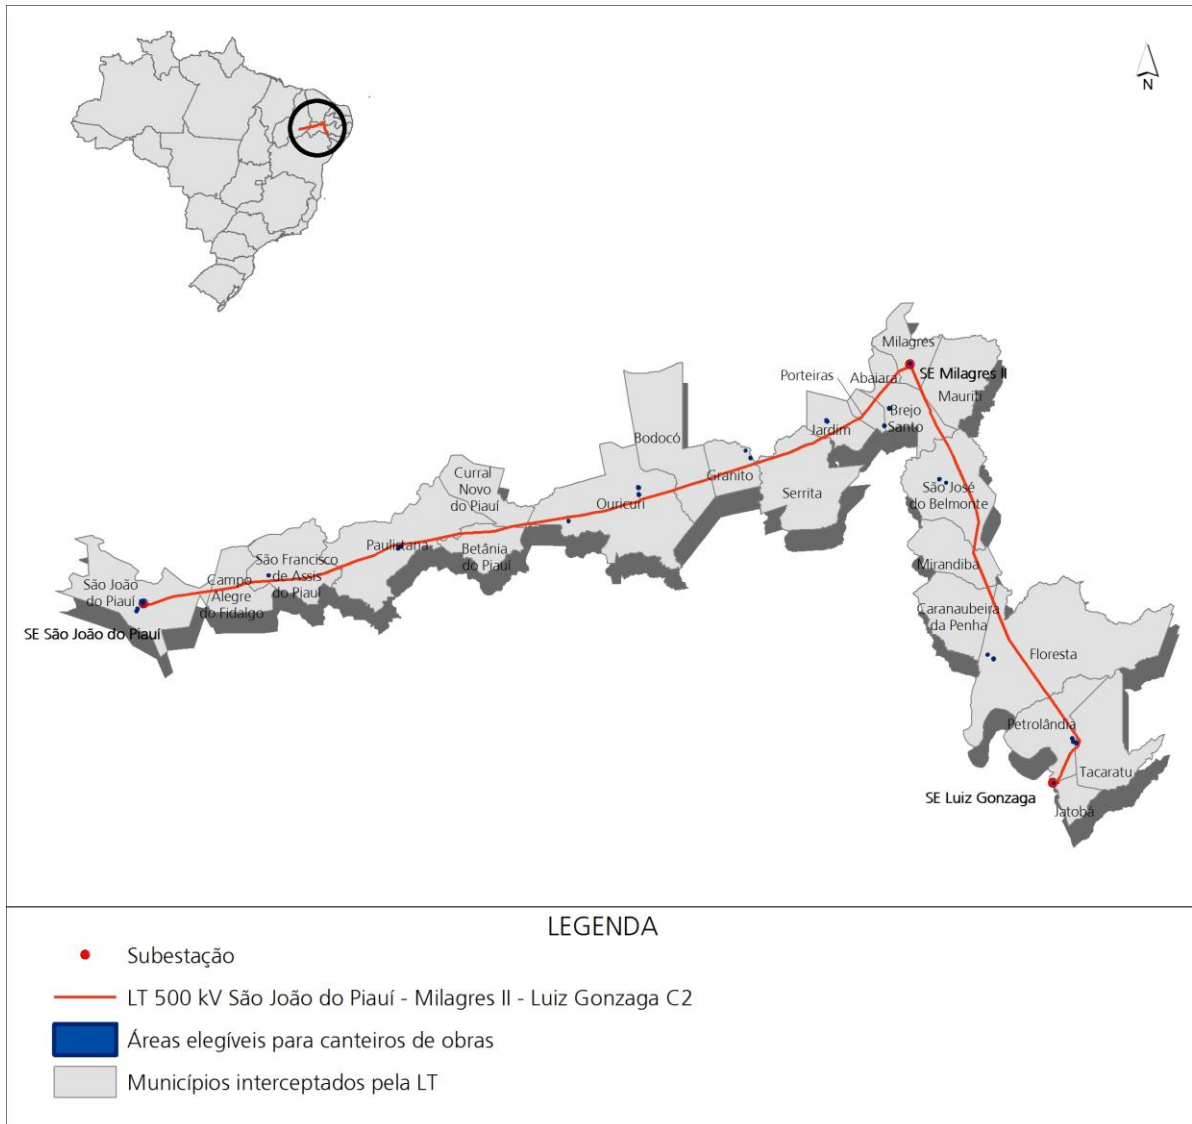 N
Milagres
SE Milagres II
Porteiras
Abaiara
Mauriti
Brejo
Santo
Jardim
Bodocó
Granito
Serrita
Curral
Novo
do Piauí
Ouricuri
São José
do Belmonte
Paulistana
Betânia
do Piauí
São Francisco
de Assis
do Piauí
Campo
Alegre
do Fidalgo
São João
do Piauí
SE São João do Piauí
Mirandiba
Caranaubeira
da Penha
Floresta
Petrolândia
Tacaratu
SE Luiz Gonzaga
Jatobá
LEGENDA
Subestação
LT 500 kV São João do Piauí - Milagres II - Luiz Gonzaga C2
Áreas elegíveis para canteiros de obras
Municípios interceptados pela LT